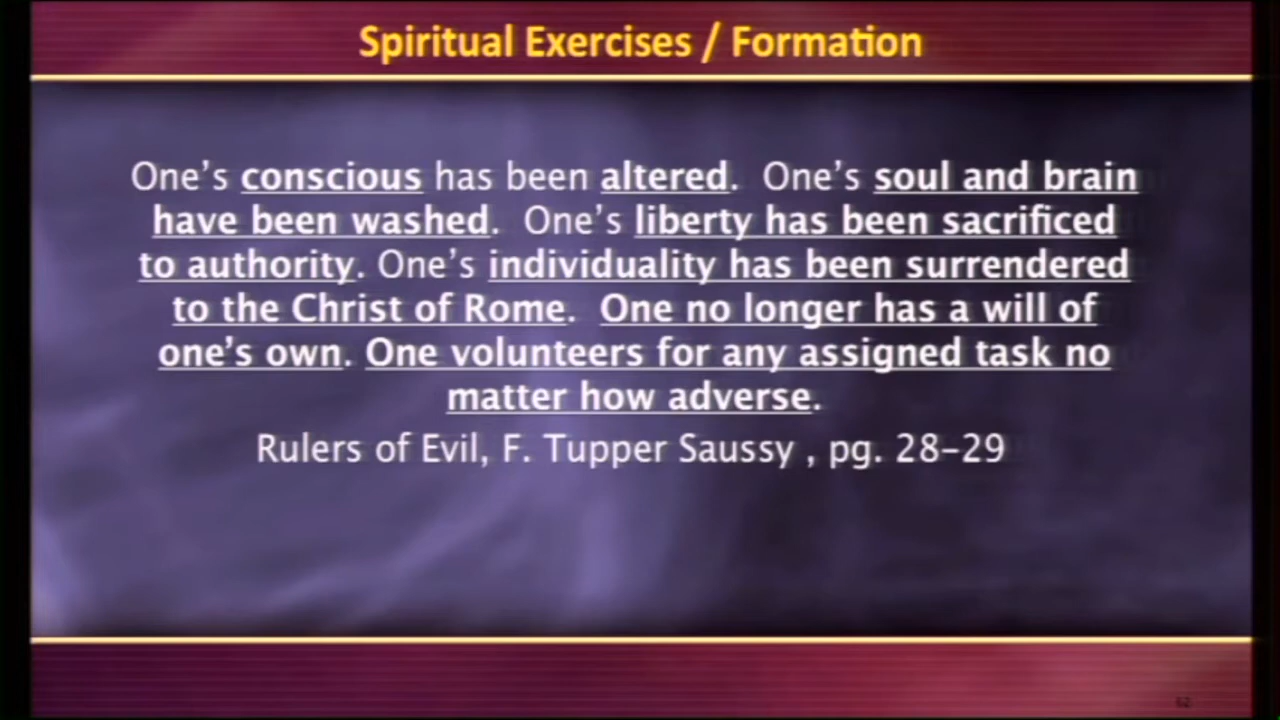 Spiritual Exercises / Formation
One’s conscious has been altered.  One’s soul and brain
have been washed.  One’s liberty has been sacrificed
to authority. One’s individuality has been surrendered
to the Christ of Rome.  One no longer has a will of
one’s own. One volunteers for any assigned task no
matter how adverse.
Rulers of Evil, F. Tupper Saussy , pg. 28–29